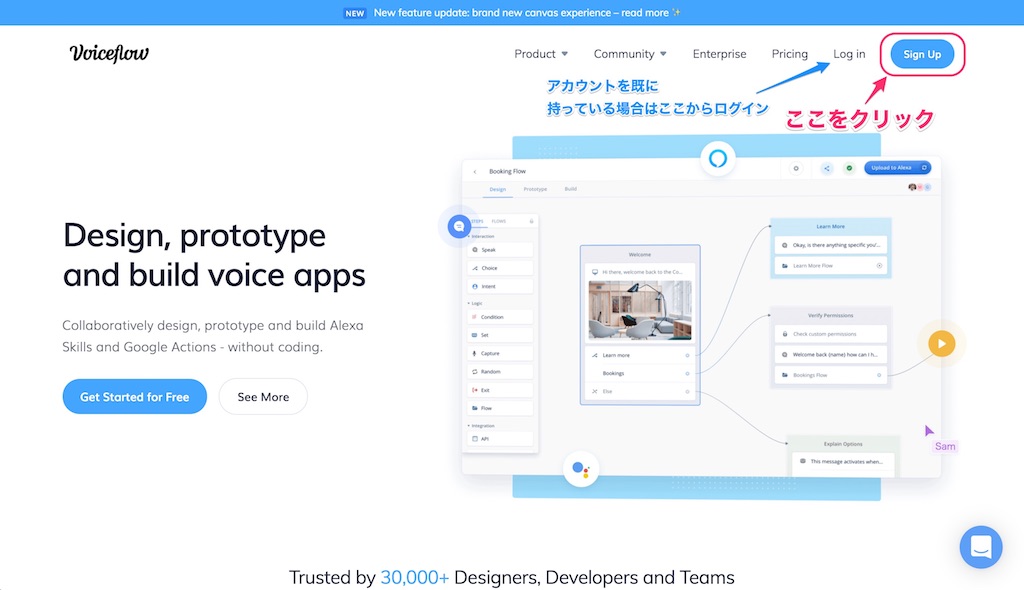 NEW New feature update: brand new canvas experience – read more ✨
Voiceflow
Product
Community
Enterprise
Pricing
Log in
Sign Up
アカウントを既に
持っている場合はここからログイン
ここをクリック
Design, prototype
and build voice apps
Collaboratively design, prototype and build Alexa
Skills and Google Actions - without coding.
Get Started for Free
See More
Booking Flow
Upload to Alexa
Design
Prototype
Build
STEPS
FLOWS
Interaction
Speak
Choice
Intent
Logic
Condition
Set
Capture
Random
Exit
Flow
Integration
API
Welcome
Hi there, welcome back to the Co...
Learn more
Bookings
Else
Learn More
Okay, is there anything specific you'...
Learn More Flow
Verify Permissions
Check custom permissions
Welcome back {name} how can I h...
Bookings Flow
Explain Options
This message activates when...
Sam
Trusted by 30,000+ Designers, Developers and Teams